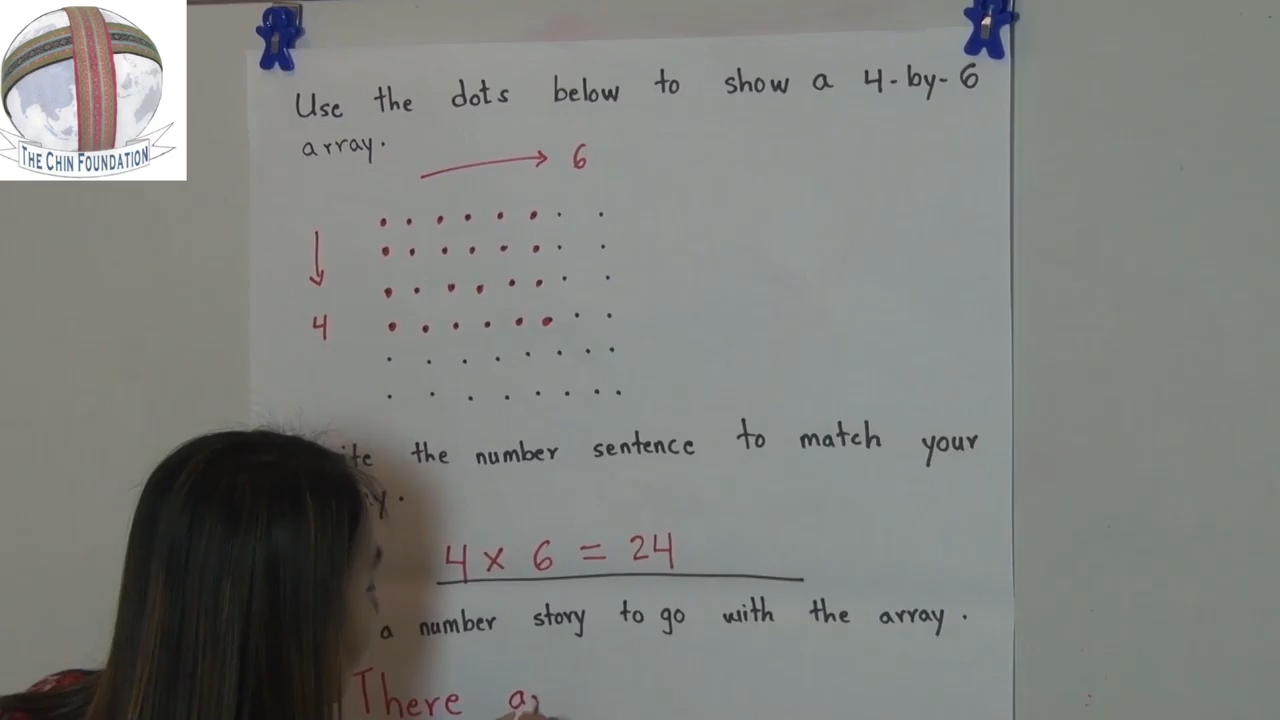 THE CHIN FOUNDATION
Use the dots below to show a 4-by-6
array.
6
4
the number sentence to match your
4 × 6 = 24
a number story to go with the array.
There